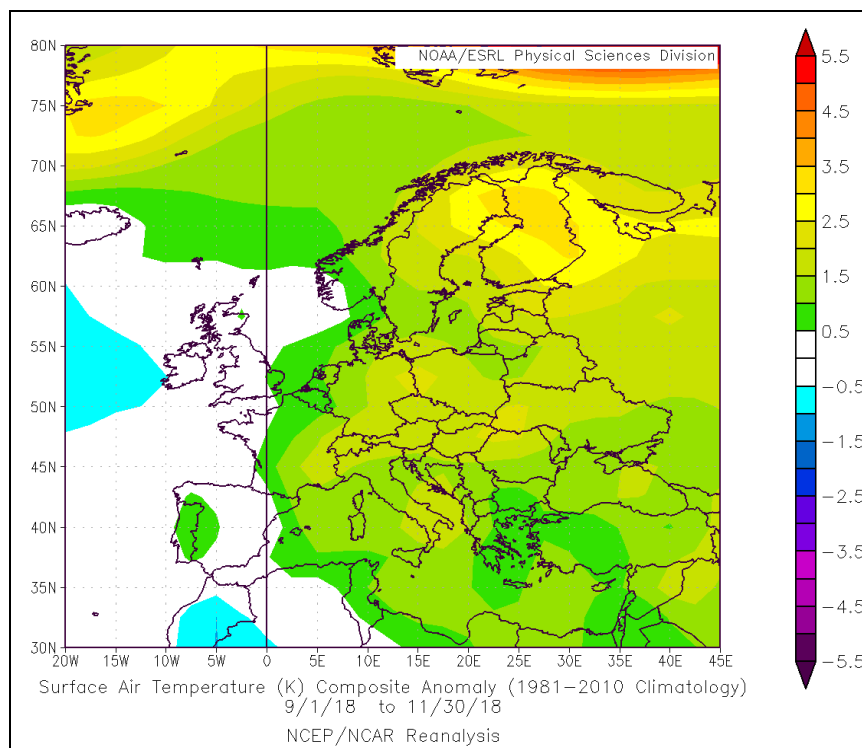 NOAA/ESRL Physical Sciences Division
80N
75N
70N
65N
60N
55N
50N
45N
40N
35N
30N
20W 15W 10W 5W 0 5E 10E 15E 20E 25E 30E 35E 40E 45E
5.5
4.5
3.5
2.5
1.5
0.5
−0.5
−1.5
−2.5
−3.5
−4.5
−5.5
Surface Air Temperature (K) Composite Anomaly (1981−2010 Climatology)
9/1/18 to 11/30/18
NCEP/NCAR Reanalysis